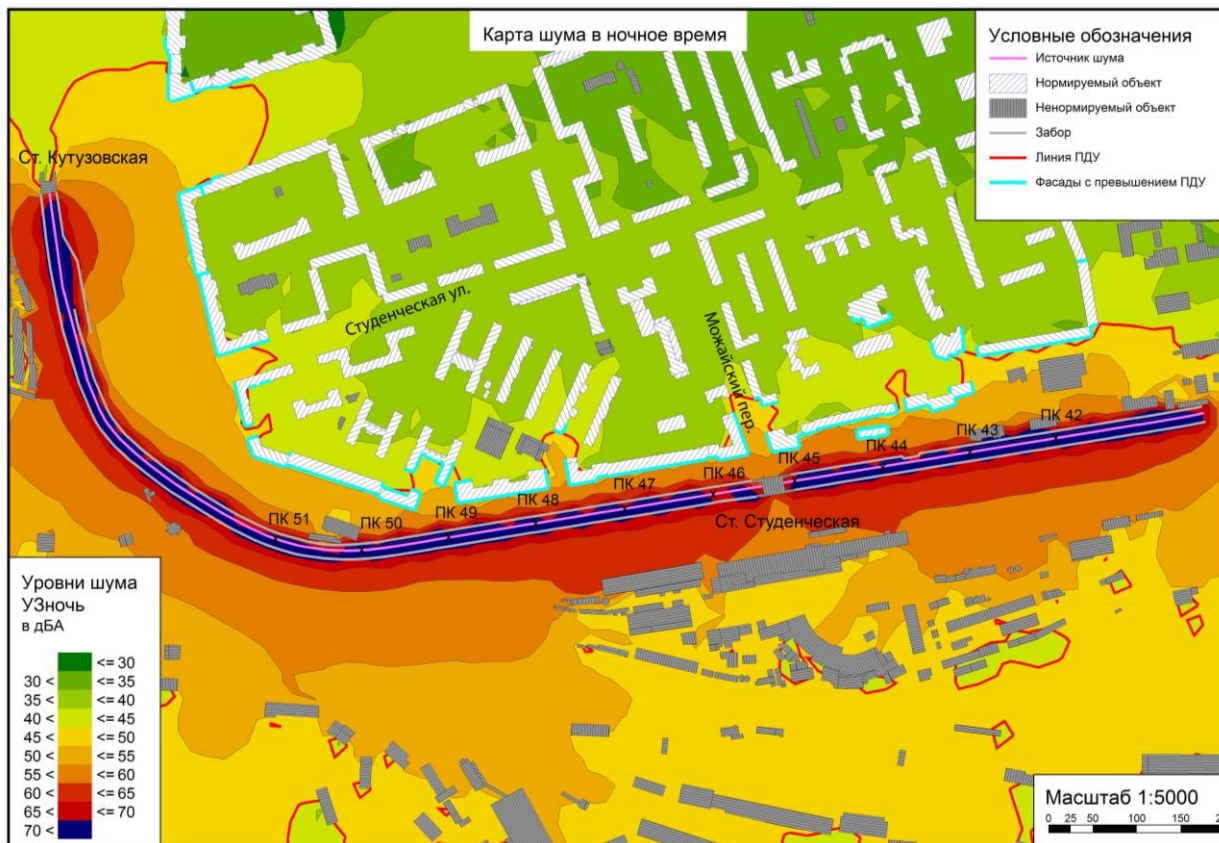 Карта шума в ночное время
Условные обозначения
Источник шума
Нормируемый объект
Ненормируемый объект
Забор
Линия ПДУ
Фасады с превышением ПДУ
Ст. Кутузовская
Студенческая ул.
Можайский пер.
ПК 42
ПК 43
ПК 44
ПК 45
ПК 46
ПК 47
ПК 48
ПК 49
ПК 50
ПК 51
Ст. Студенческая
Уровни шума
УЗночь
в дБА
<= 30
30 < <= 35
35 < <= 40
40 < <= 45
45 < <= 50
50 < <= 55
55 < <= 60
60 < <= 65
65 < <= 70
70 <
Масштаб 1:5000
0 25 50 100 150